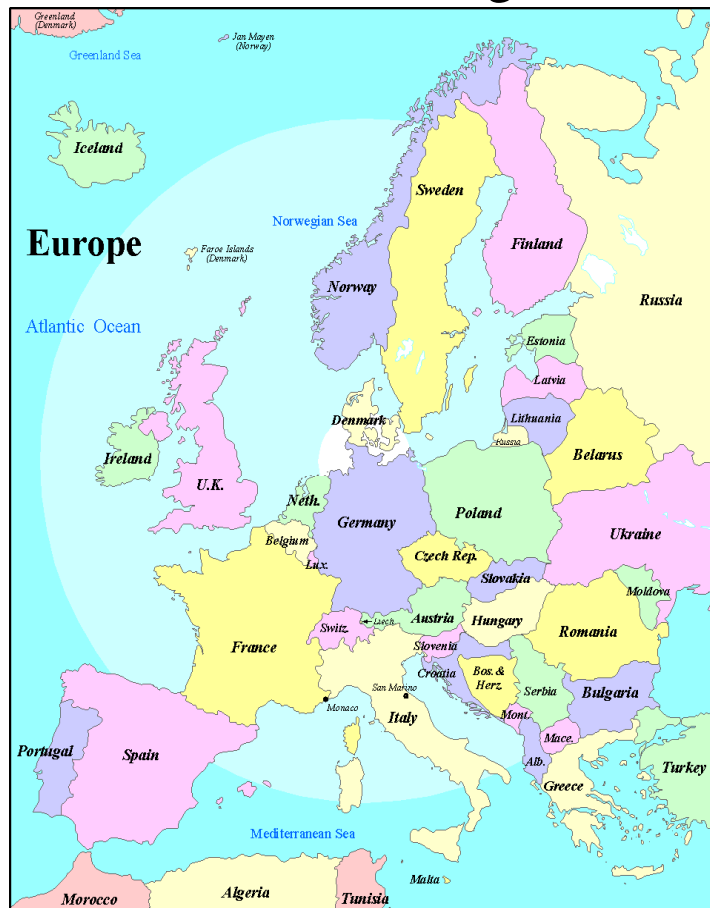 Greenland
(Denmark)
Jan Mayen
(Norway)
Greenland Sea
Iceland
Sweden
Norwegian Sea
Europe
Faroe Islands
(Denmark)
Finland
Norway
Russia
Atlantic Ocean
Estonia
Latvia
Denmark
Lithuania
Russia
Ireland
Belarus
U.K.
Neth.
Germany
Poland
Ukraine
Belgium
Czech Rep.
Lux.
Slovakia
Moldova
Austria
Liech.
Hungary
Switz.
Romania
France
Slovenia
Croatia
Bos. &
Herz.
San Marino
Serbia
Bulgaria
Monaco
Italy
Mont.
Mace.
Portugal
Spain
Alb.
Turkey
Greece
Mediterranean Sea
Malta
Morocco
Algeria
Tunisia